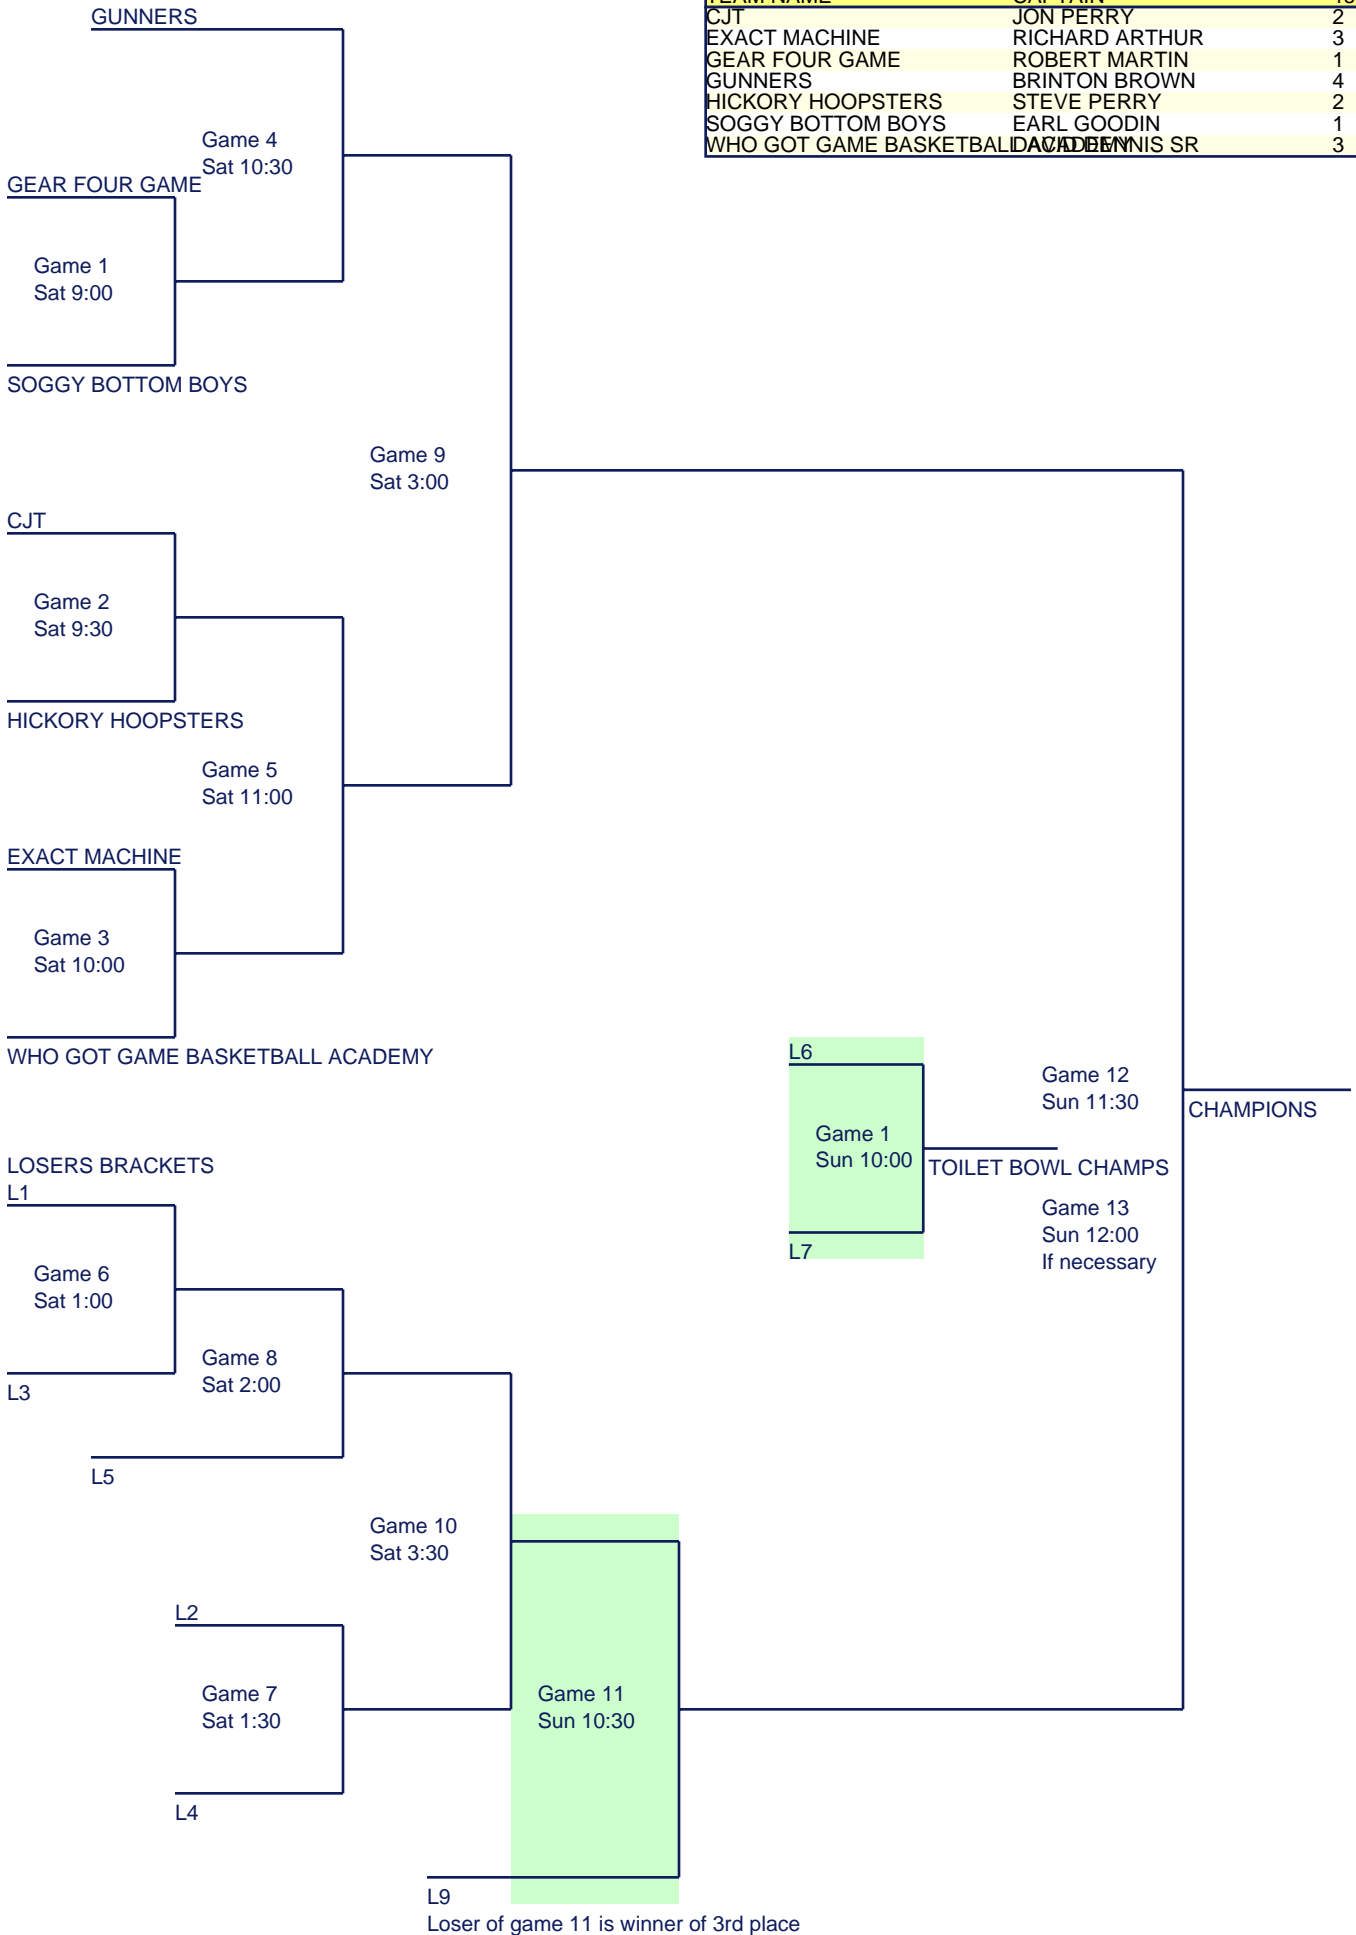 GUNNERS
TEAM NAME CAPTAIN
CJT JON PERRY 2
EXACT MACHINE RICHARD ARTHUR 3
GEAR FOUR GAME ROBERT MARTIN 1
GUNNERS BRINTON BROWN 4
HICKORY HOOPSTERS STEVE PERRY 2
SOGGY BOTTOM BOYS EARL GOODIN 1
WHO GOT GAME BASKETBALL ACADEMY DAVID DENNIS SR 3
Game 4
Sat 10:30
GEAR FOUR GAME
Game 1
Sat 9:00
SOGGY BOTTOM BOYS
Game 9
Sat 3:00
CJT
Game 2
Sat 9:30
HICKORY HOOPSTERS
Game 5
Sat 11:00
EXACT MACHINE
Game 3
Sat 10:00
WHO GOT GAME BASKETBALL ACADEMY
L6
Game 12
Sun 11:30
CHAMPIONS
Game 1
Sun 10:00
TOILET BOWL CHAMPS
Game 13
Sun 12:00
If necessary
L7
LOSERS BRACKETS
L1
Game 6
Sat 1:00
Game 8
Sat 2:00
L3
L5
Game 10
Sat 3:30
L2
Game 7
Sat 1:30
Game 11
Sun 10:30
L4
L9
Loser of game 11 is winner of 3rd place